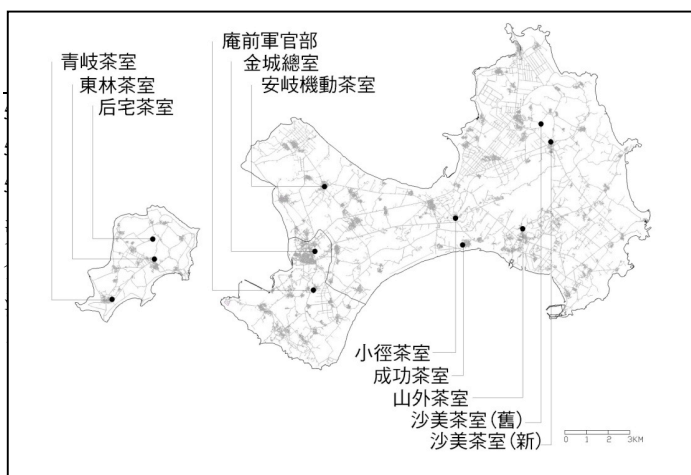 青岐茶室
東林茶室
后宅茶室
庵前軍官部
金城總室
安岐機動茶室
小徑茶室
成功茶室
山外茶室
沙美茶室(舊)
沙美茶室(新)
0 1 2 3KM